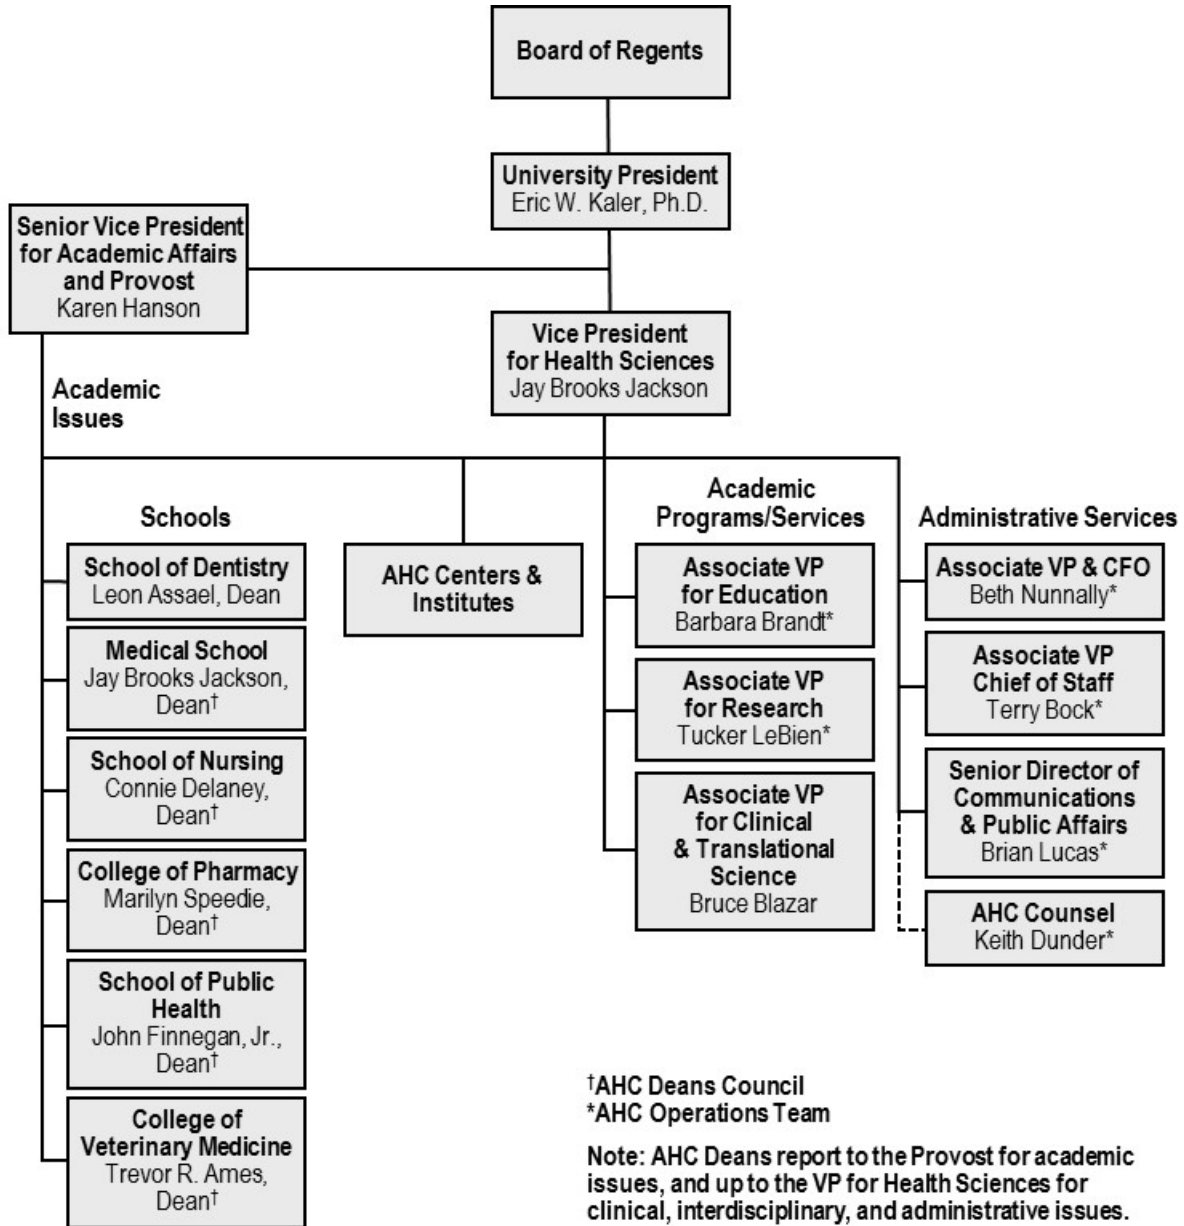 Board of Regents
University President
Eric W. Kaler, Ph.D.
Senior Vice President
for Academic Affairs
and Provost
Karen Hanson
Vice President
for Health Sciences
Jay Brooks Jackson
Academic
Issues
Schools
School of Dentistry
Leon Assael, Dean
Medical School
Jay Brooks Jackson,
Dean†
School of Nursing
Connie Delaney,
Dean†
College of Pharmacy
Marilyn Speedie,
Dean†
School of Public
Health
John Finnegan, Jr.,
Dean†
College of
Veterinary Medicine
Trevor R. Ames,
Dean†
AHC Centers &
Institutes
Academic
Programs/Services
Associate VP
for Education
Barbara Brandt*
Associate VP
for Research
Tucker LeBien*
Associate VP
for Clinical
& Translational
Science
Bruce Blazar
Administrative Services
Associate VP & CFO
Beth Nunnally*
Associate VP
Chief of Staff
Terry Bock*
Senior Director of
Communications
& Public Affairs
Brian Lucas*
AHC Counsel
Keith Dunder*
†AHC Deans Council
*AHC Operations Team
Note: AHC Deans report to the Provost for academic
issues, and up to the VP for Health Sciences for
clinical, interdisciplinary, and administrative issues.